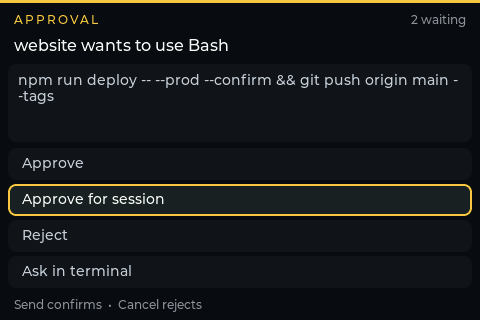 APPROVAL
2 waiting
website wants to use Bash
npm run deploy -- --prod --confirm && git push origin main -
-tags
Approve
Approve for session
Reject
Ask in terminal
Send confirms • Cancel rejects